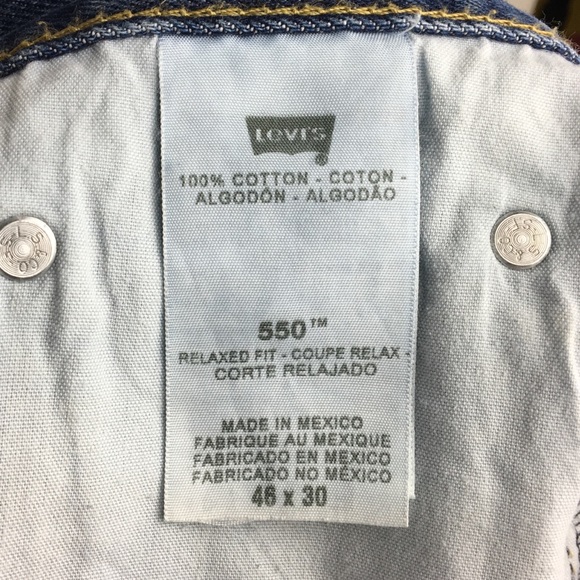 Levi's
100% COTTON - COTON -
ALGODÓN - ALGODÃO
550™
RELAXED FIT - COUPE RELAX -
CORTE RELAJADO
MADE IN MEXICO
FABRIQUE AU MEXIQUE
FABRICADO EN MEXICO
FABRICADO NO MÉXICO
46 x 30